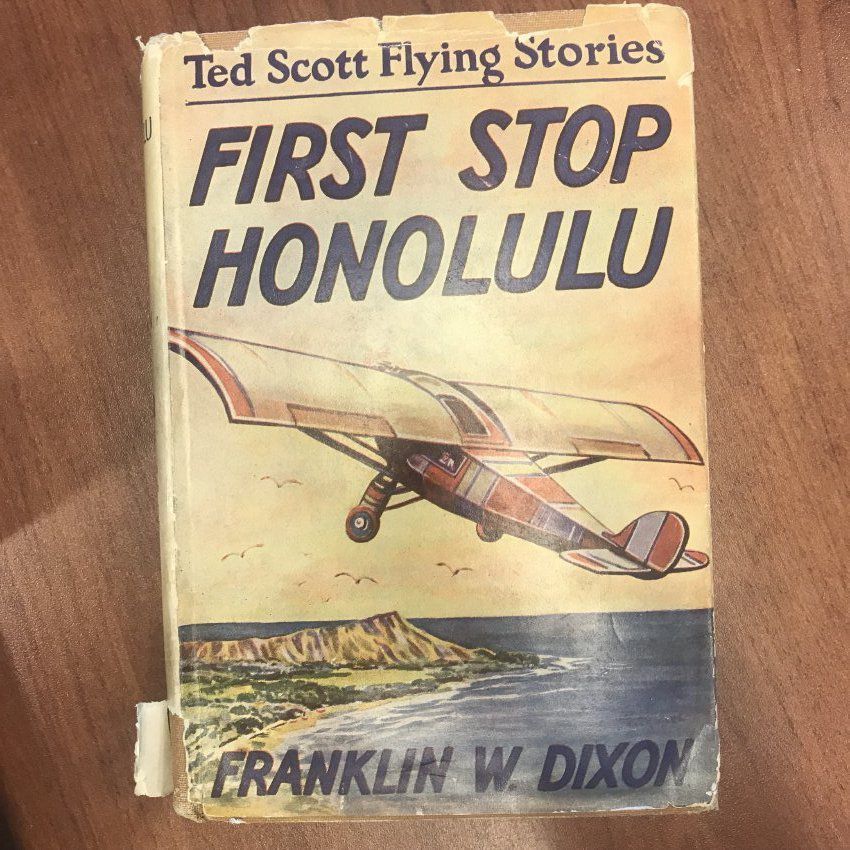 Ted Scott Flying Stories
FIRST STOP
HONOLULU
FRANKLIN W DIXON